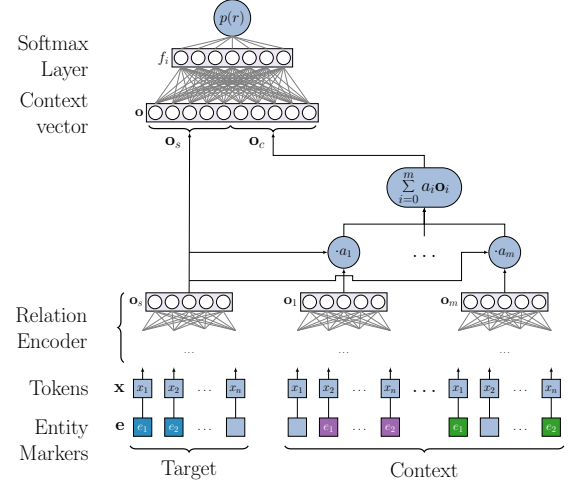 p(r)
Softmax
Layer
f_i
Context
vector
o
o_s o_c
m
∑ a_i o_i
i=0
·a_1 . . . ·a_m
Relation
Encoder
o_s o_1 o_m
... ... ...
Tokens x x_1 x_2 ... x_n x_1 x_2 ... x_n . . . x_1 x_2 ... x_n
Entity
Markers
e e_1 e_2 ... e_1 ... e_2 . . . e_1 ... e_2
Target Context